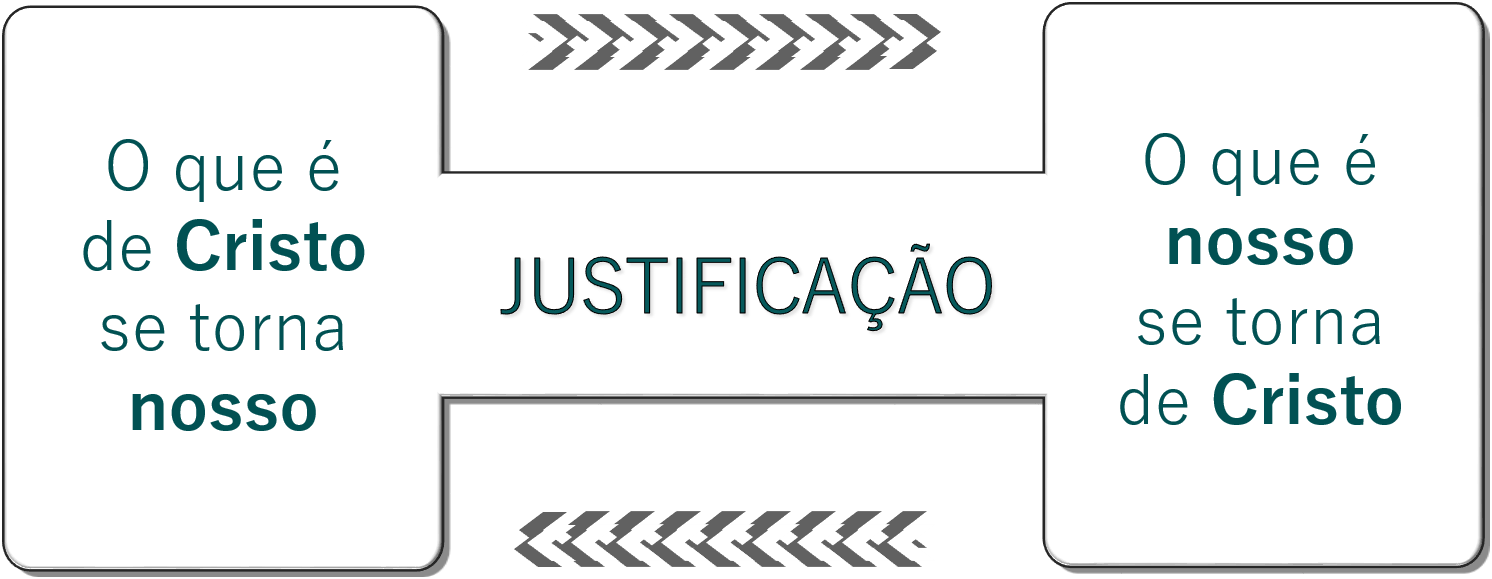 O que é
de Cristo
se torna
nosso
JUSTIFICAÇÃO
O que é
nosso
se torna
de Cristo